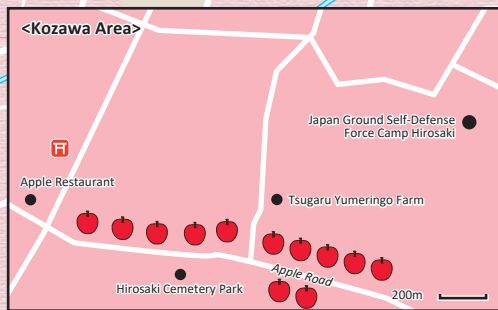 <Kozawa Area>
Japan Ground Self-Defense
Force Camp Hirosaki
Apple Restaurant
Tsugaru Yumeringo Farm
Apple Road
Hirosaki Cemetery Park
200m